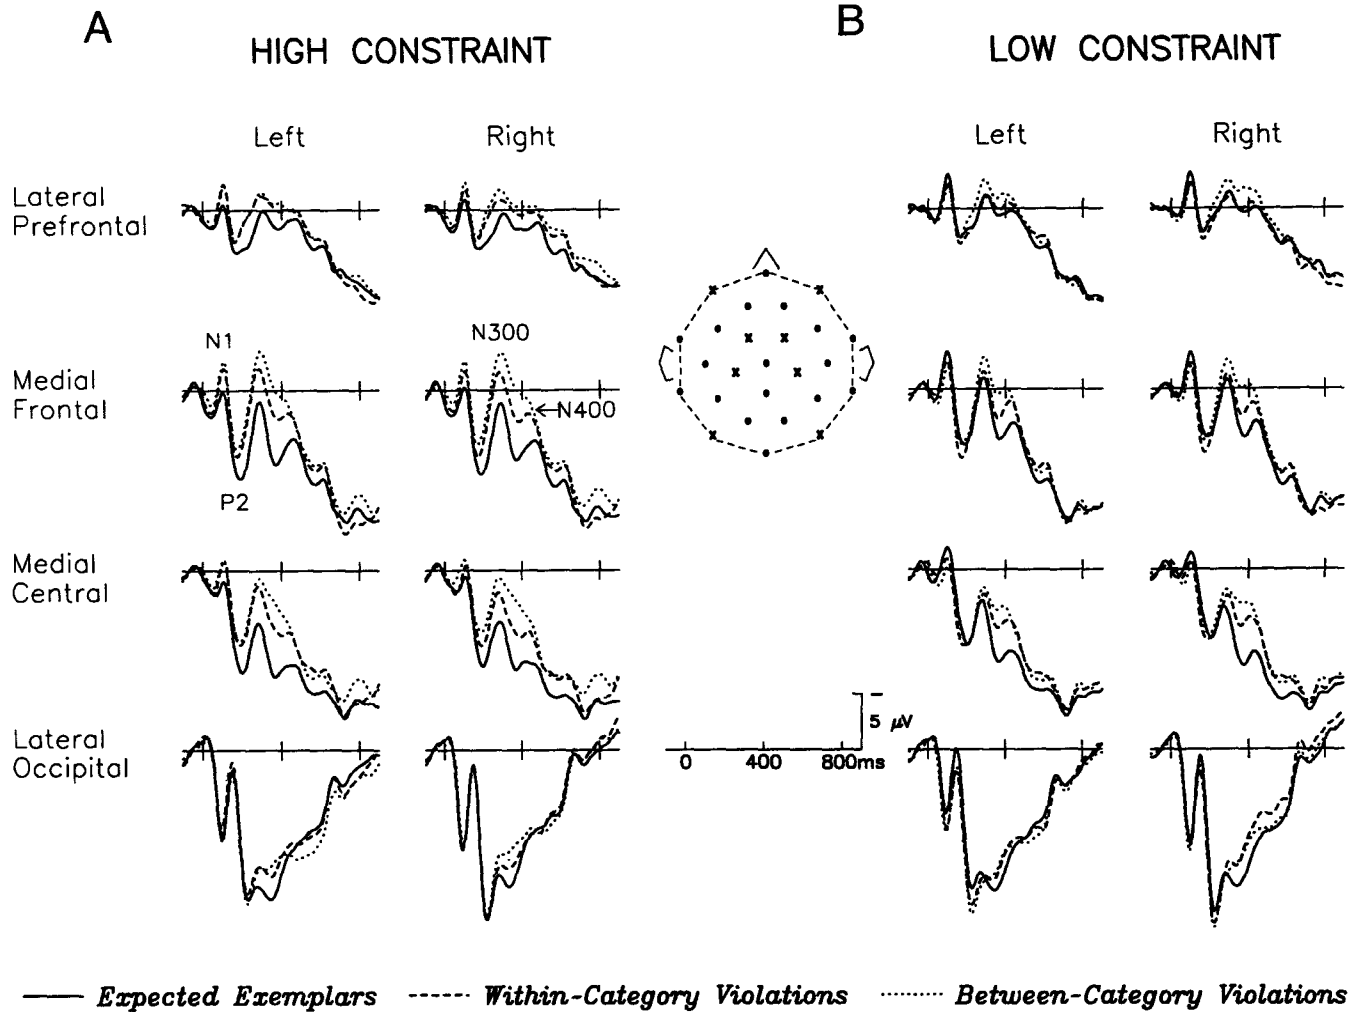 A
HIGH CONSTRAINT
B
LOW CONSTRAINT
Left
Right
Left
Right
Lateral
Prefrontal
N1
N300
Medial
Frontal
N400
P2
Medial
Central
Lateral
Occipital
5 μV
0 400 800ms
Expected Exemplars Within-Category Violations Between-Category Violations